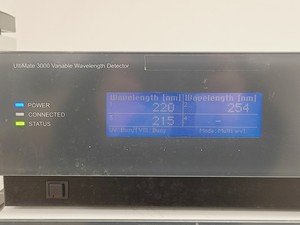 UltiMate 3000 Variable Wavelength Detector
POWER
CONNECTED
STATUS
Wavelength [nm] Wavelength [nm]
220 254
215 -